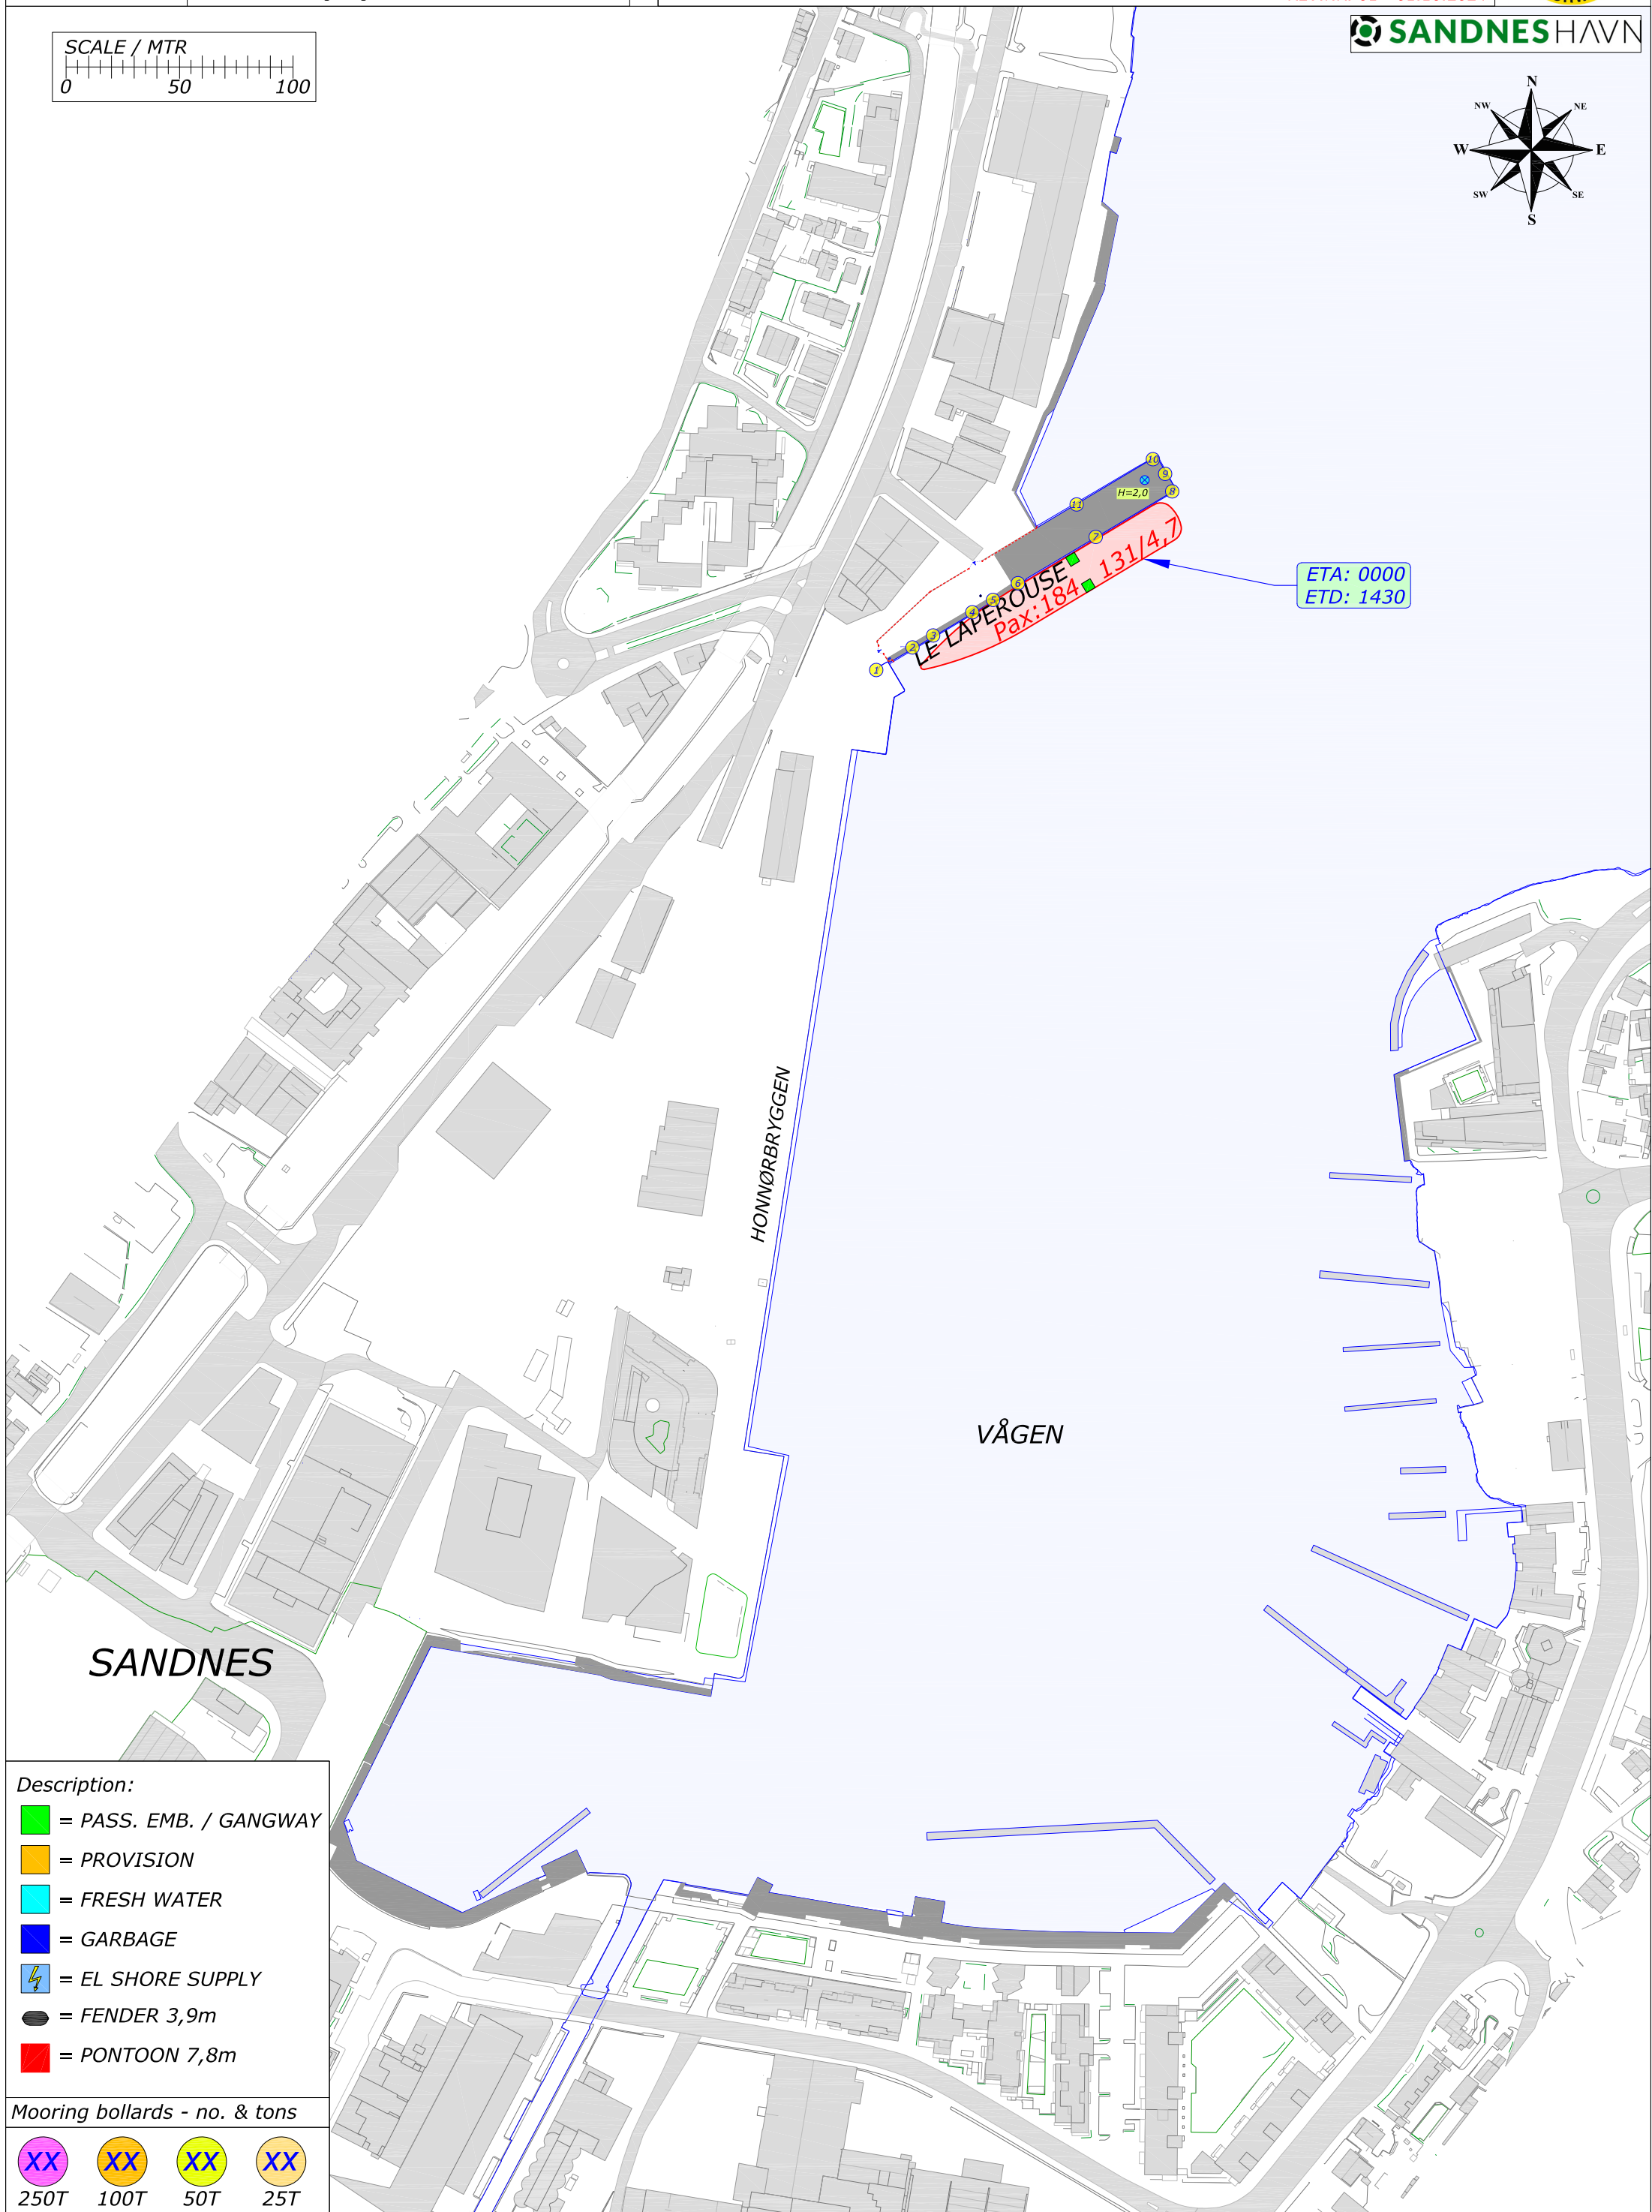 SCALE / MTR
0 50 100
SANDNES HAVN
N
NW NE
W E
SW SE
S
10
9
8
H=2,0
11
7
6
5
4
3
2
1
LE LAPEROUSE
Pax:184 131/4,7
ETA: 0000
ETD: 1430
HONNØRBRYGGEN
VÅGEN
SANDNES
Description:
= PASS. EMB. / GANGWAY
= PROVISION
= FRESH WATER
= GARBAGE
= EL SHORE SUPPLY
= FENDER 3,9m
= PONTOON 7,8m
Mooring bollards - no. & tons
XX XX XX XX
250T 100T 50T 25T